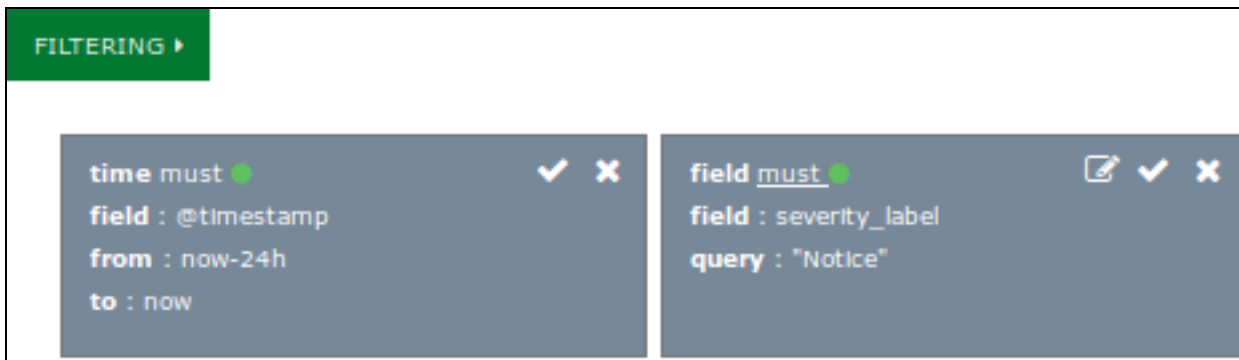 FILTERING
time must
field : @timestamp
from : now-24h
to : now
field must
field : severity_label
query : "Notice"